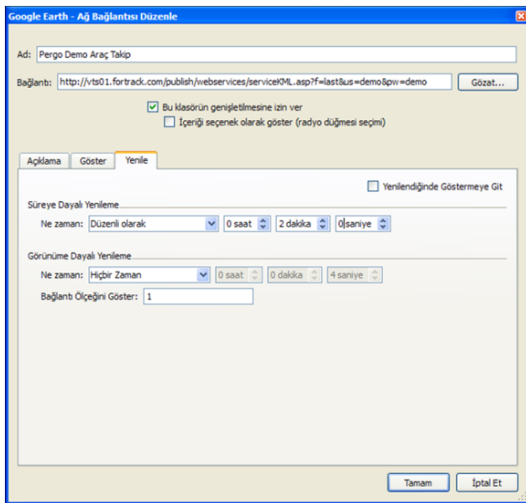 Google Earth - Ağ Bağlantısı Düzenle
Ad: Pergo Demo Araç Takip
Bağlantı: http://vts01.fortrack.com/publish/webservices/serviceKML.asp?f=last&us=demo&pw=demo Gözat...
Bu klasörün genişletilmesine izin ver
İçeriği seçenek olarak göster (radyo düğmesi seçimi)
Açıklama Göster Yenile
Yenilendiğinde Göstermeye Git
Süreye Dayalı Yenileme
Ne zaman: Düzenli olarak 0 saat 2 dakika 0 saniye
Görünüme Dayalı Yenileme
Ne zaman: Hiçbir Zaman 0 saat 0 dakika 4 saniye
Bağlantı Ölçeğini Göster: 1
Tamam İptal Et